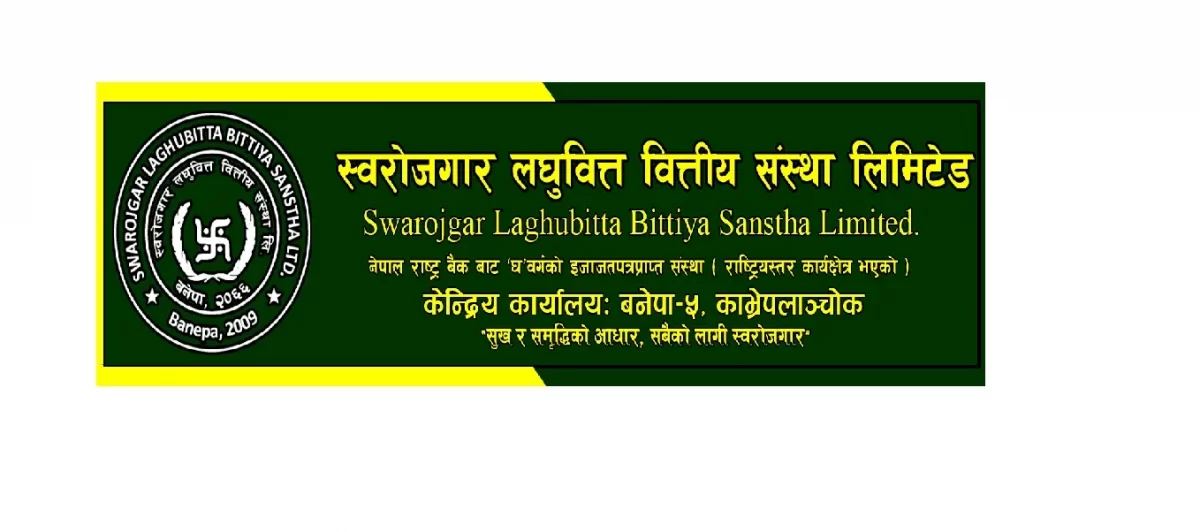 SWAROJGAR LAGHUBITTA BITTIYA SANSTHA LTD.
स्वरोजगार लघुवित्त वित्तीय संस्था लि.
बनेपा, २०६६
Banepa, 2009
स्वरोजगार लघुवित्त वित्तीय संस्था लिमिटेड
Swarojgar Laghubitta Bittiya Sanstha Limited.
नेपाल राष्ट्र बैंक बाट 'घ' वर्गको इजाजतपत्रप्राप्त संस्था ( राष्ट्रियस्तर कार्यक्षेत्र भएको )
केन्द्रिय कार्यालय: बनेपा-५, काभ्रेपलाञ्चोक
"सुख र समृद्धिको आधार, सबैको लागी स्वरोजगार"